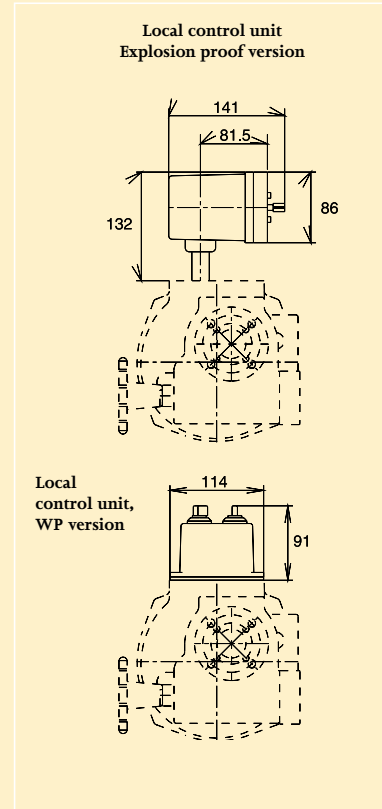 Local control unit
Explosion proof version
141
81.5
132
86
Local
control unit,
WP version
114
91